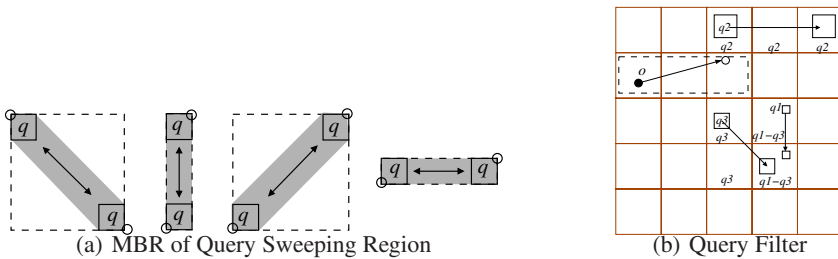 q2
q2 q2 q2
o
q q q q q
q3 q1
q3 q1−q3
q q
q3 q1−q3
(a) MBR of Query Sweeping Region (b) Query Filter